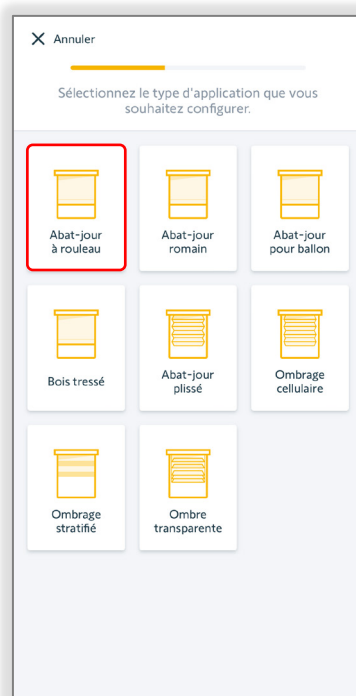 Annuler
Sélectionnez le type d'application que vous
souhaitez configurer.
Abat-jour
à rouleau
Abat-jour
romain
Abat-jour
pour ballon
Bois tressé
Abat-jour
plissé
Ombrage
cellulaire
Ombrage
stratifié
Ombre
transparente